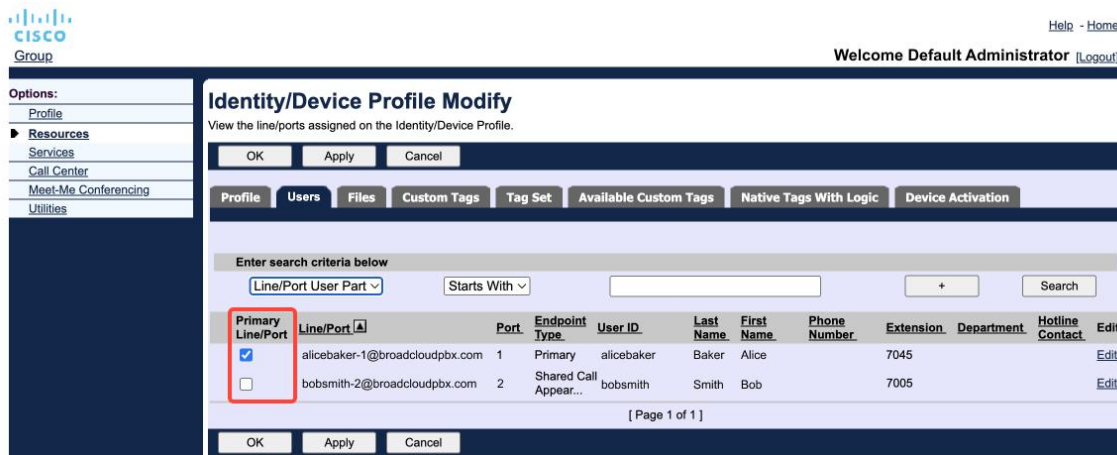 CISCO
Help - Home
Group
Welcome Default Administrator [Logout]
Options:
Profile
Resources
Services
Call Center
Meet-Me Conferencing
Utilities
Identity/Device Profile Modify
View the line/ports assigned on the Identity/Device Profile.
OK Apply Cancel
Profile Users Files Custom Tags Tag Set Available Custom Tags Native Tags With Logic Device Activation
Enter search criteria below
Line/Port User Part Starts With + Search
Primary Line/Port Line/Port Port Endpoint Type User ID Last Name First Name Phone Number Extension Department Hotline Contact Edit
alicebaker-1@broadcloudpbx.com 1 Primary alicebaker Baker Alice 7045 Edit
bobsmith-2@broadcloudpbx.com 2 Shared Call Appear... bobsmith Smith Bob 7005 Edit
[ Page 1 of 1 ]
OK Apply Cancel